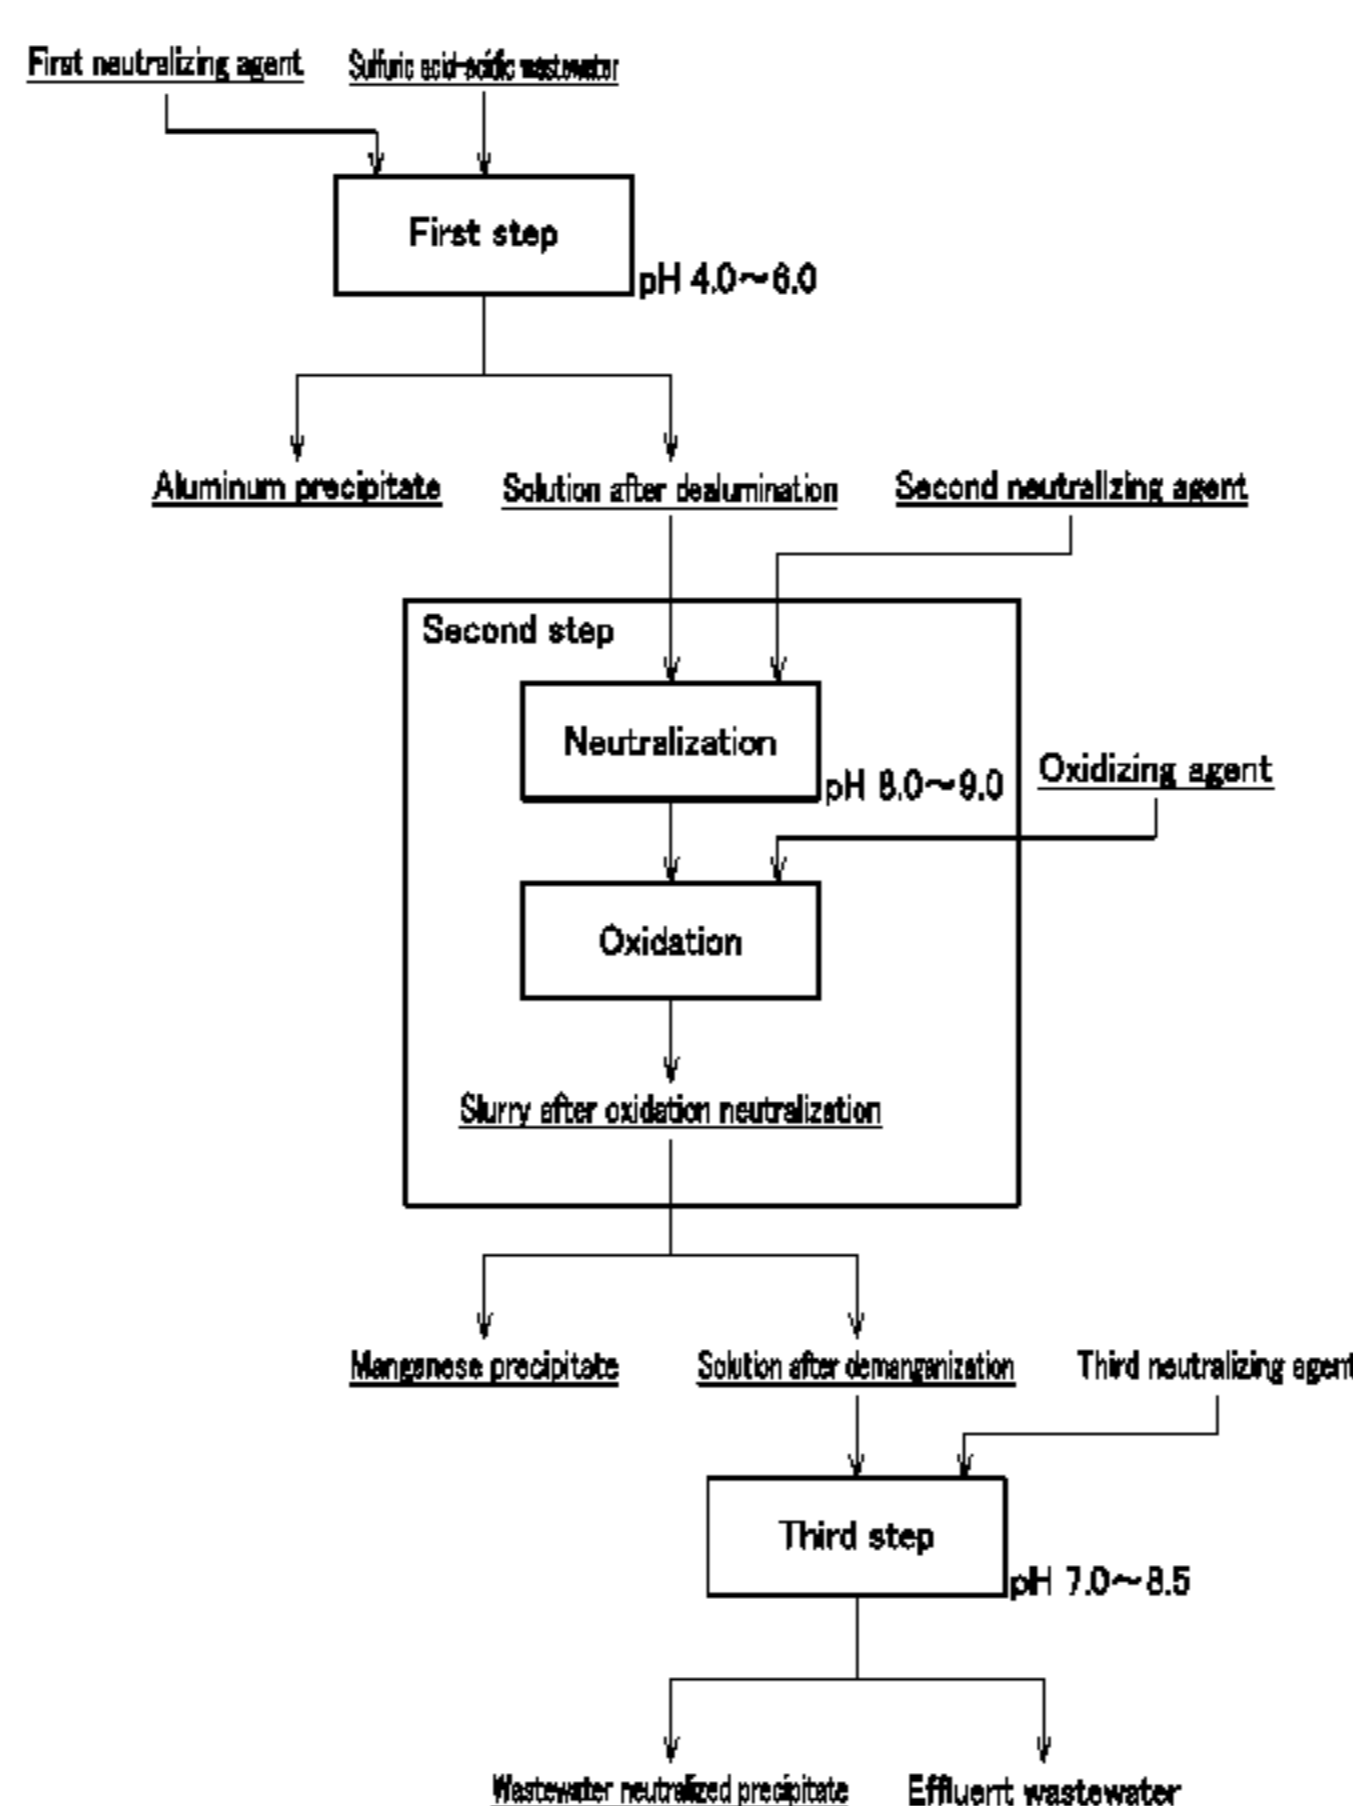 First neutralizing agent
Sulfuric acid-acidic wastewater
First step
pH 4.0～6.0
Aluminum precipitate
Solution after dealumination
Second neutralizing agent
Second step
Neutralization
pH 8.0～9.0
Oxidizing agent
Oxidation
Slurry after oxidation neutralization
Manganese precipitate
Solution after demanganization
Third neutralizing agent
Third step
pH 7.0～8.5
Wastewater neutralized precipitate
Effluent wastewater